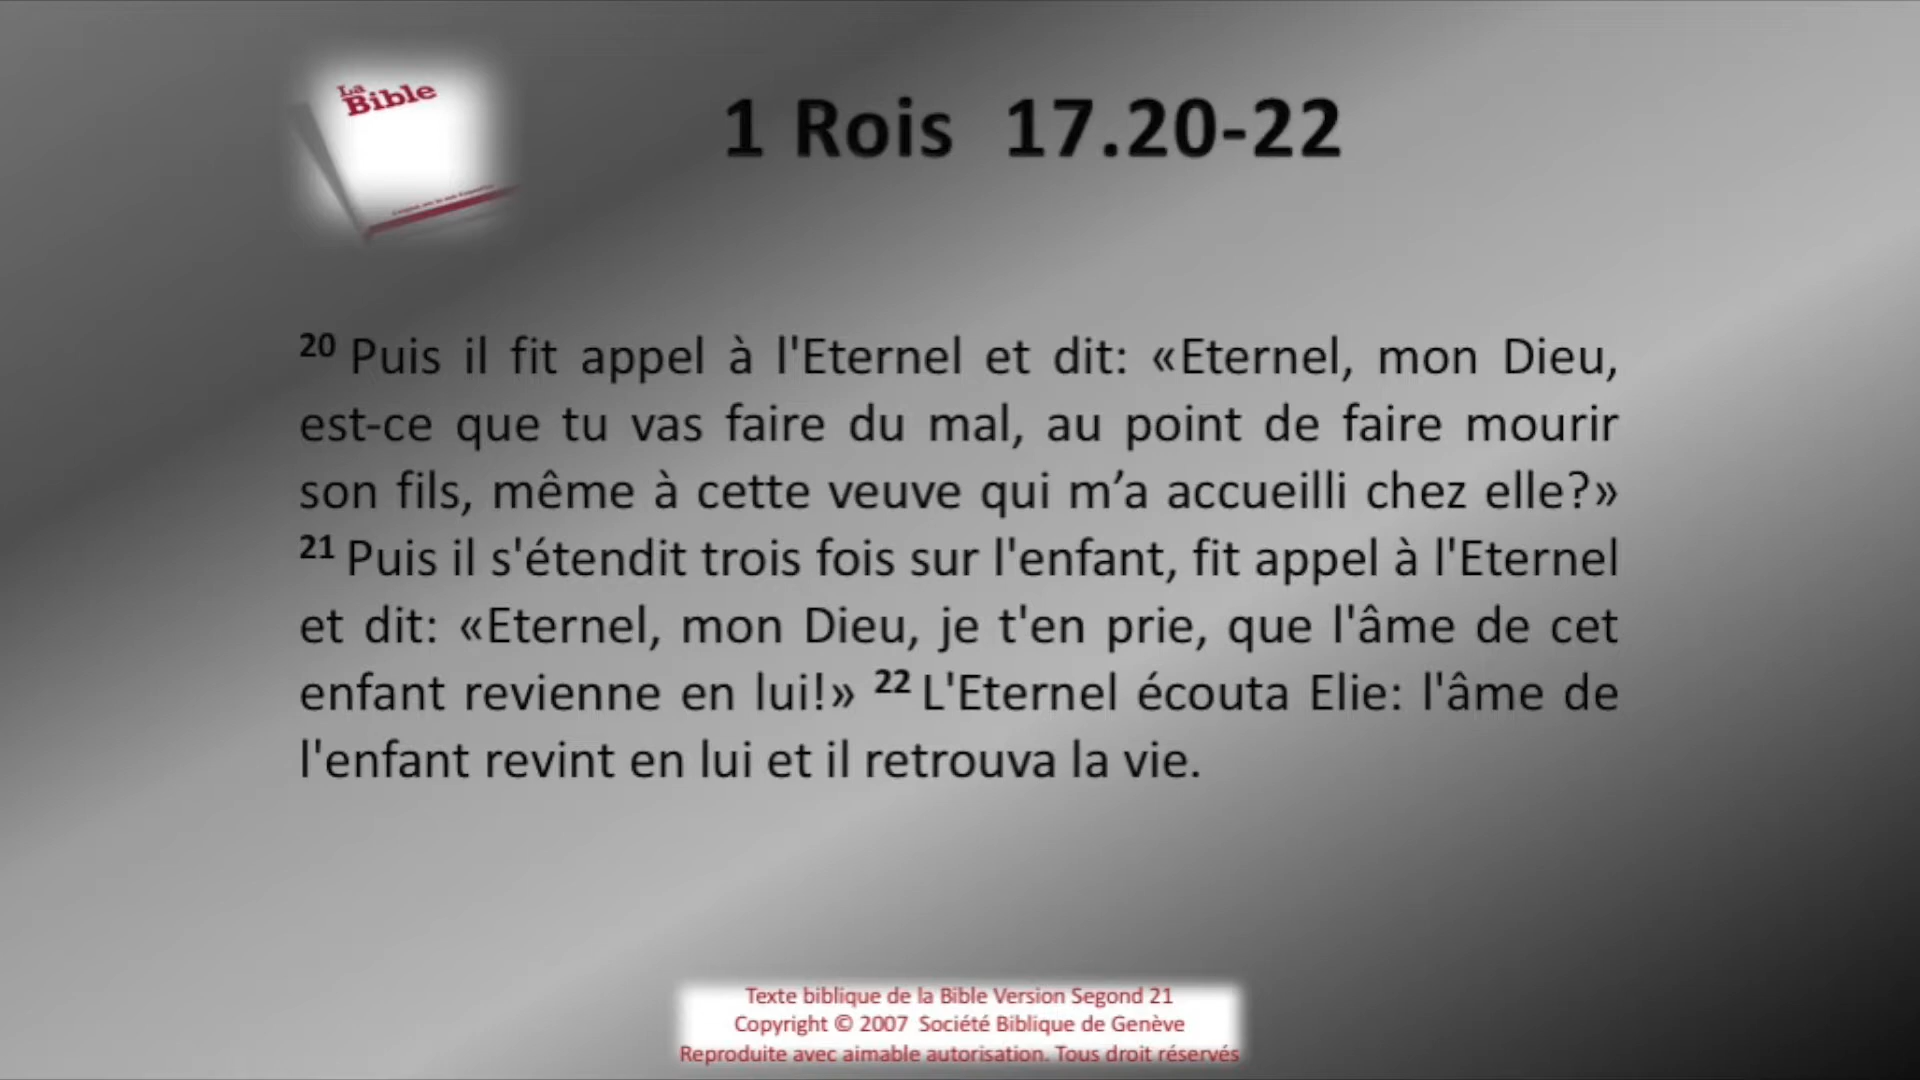 La
Bible
1 Rois 17.20-22
20 Puis il fit appel à l'Eternel et dit: «Eternel, mon Dieu,
est-ce que tu vas faire du mal, au point de faire mourir
son fils, même à cette veuve qui m’a accueilli chez elle?»
21 Puis il s'étendit trois fois sur l'enfant, fit appel à l'Eternel
et dit: «Eternel, mon Dieu, je t'en prie, que l'âme de cet
enfant revienne en lui!» 22 L'Eternel écouta Elie: l'âme de
l'enfant revint en lui et il retrouva la vie.
Texte biblique de la Bible Version Segond 21
Copyright © 2007 Société Biblique de Genève
Reproduite avec aimable autorisation. Tous droit réservés